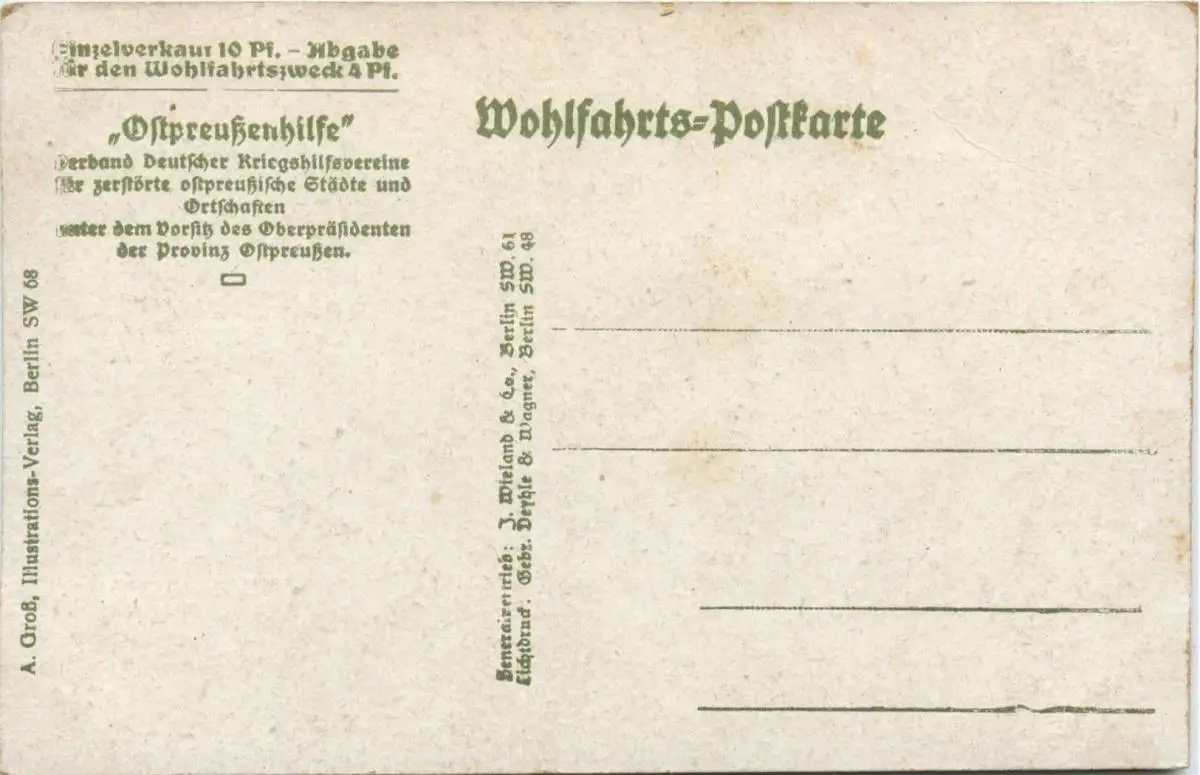 Einzelverkauf 10 Pf. – Abgabe
für den Wohlfahrtszweck 4 Pf.
„Oſtpreußenhilfe”
Verband Deutſcher Kriegshilfsvereine
für zerſtörte oſtpreußiſche Städte und
Ortſchaften
unter dem Vorſitz des Oberpräſidenten
der Provinz Oſtpreußen.
Wohlfahrts-Poſtkarte
A. Groß, Illustrations-Verlag, Berlin SW 68
Generalvertrieb: J. Wieland & Co., Berlin SW. 61
Lichtdruck: Gebr. Deyhle & Wagner, Berlin SW. 48